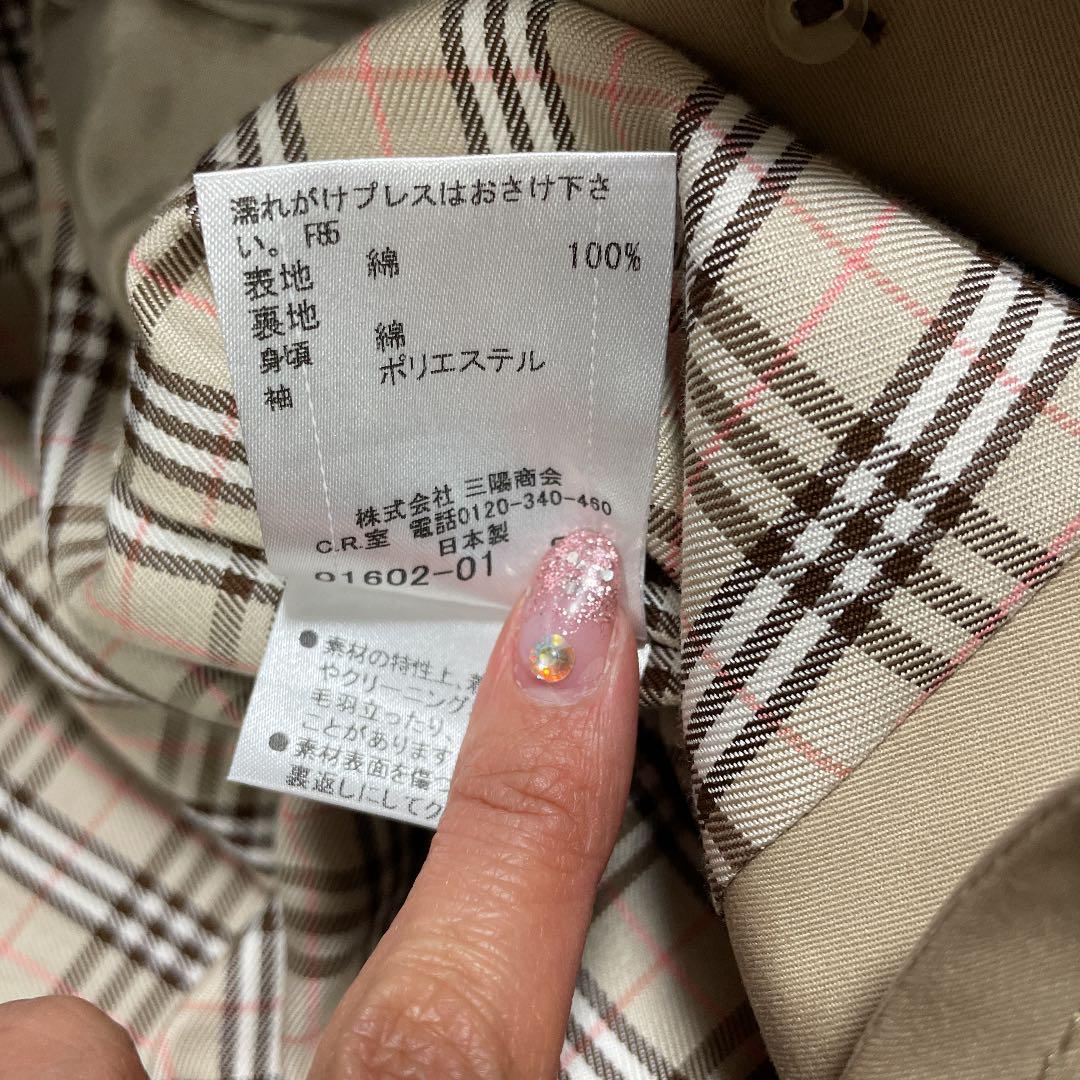 濡れがけプレスはおさけ下さ
い。 F85
表地 綿 100%
裏地
身頃 綿
袖 ポリエステル
株式会社 三陽商会
C.R.室 電話0120-340-460
日本製
91602-01
●素材の特性上、
やクリーニング
毛羽立ったり、
ことがあります
●素材表面を傷つ
裏返しにしてク